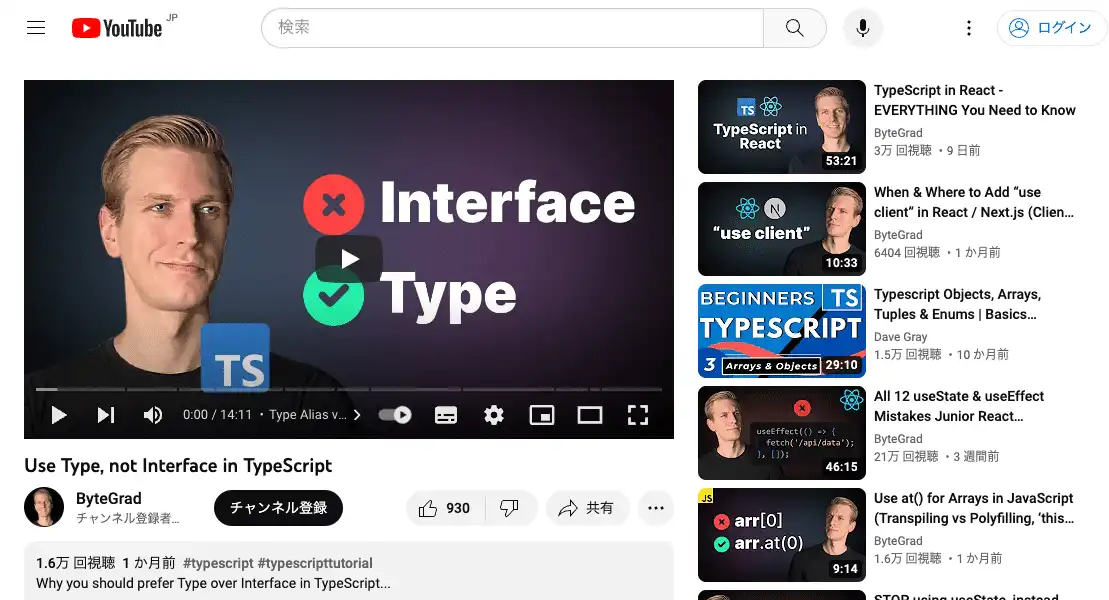 YouTube JP
検索
ログイン
Interface
Type
TS
0:00 / 14:11 • Type Alias v...
Use Type, not Interface in TypeScript
ByteGrad
チャンネル登録者...
チャンネル登録
930
共有
1.6万 回視聴 1 か月前 #typescript #typescripttutorial
Why you should prefer Type over Interface in TypeScript...
TS
TypeScript in
React
53:21
TypeScript in React -
EVERYTHING You Need to Know
ByteGrad
3万 回視聴 ・9 日前
N
“use client”
10:33
When & Where to Add “use
client” in React / Next.js (Clien...
ByteGrad
6404 回視聴 ・1 か月前
BEGINNERS TS
TYPESCRIPT
3 Arrays & Objects
29:10
Typescript Objects, Arrays,
Tuples & Enums | Basics...
Dave Gray
1.5万 回視聴 ・10 か月前
useEffect(() => {
fetch('/api/data');
}, []);
46:15
All 12 useState & useEffect
Mistakes Junior React...
ByteGrad
21万 回視聴 ・3 週間前
JS
arr[0]
arr.at(0)
9:14
Use at() for Arrays in JavaScript
(Transpiling vs Polyfilling, ‘this...
ByteGrad
1.6万 回視聴 ・1 か月前
STOP using useState, instead